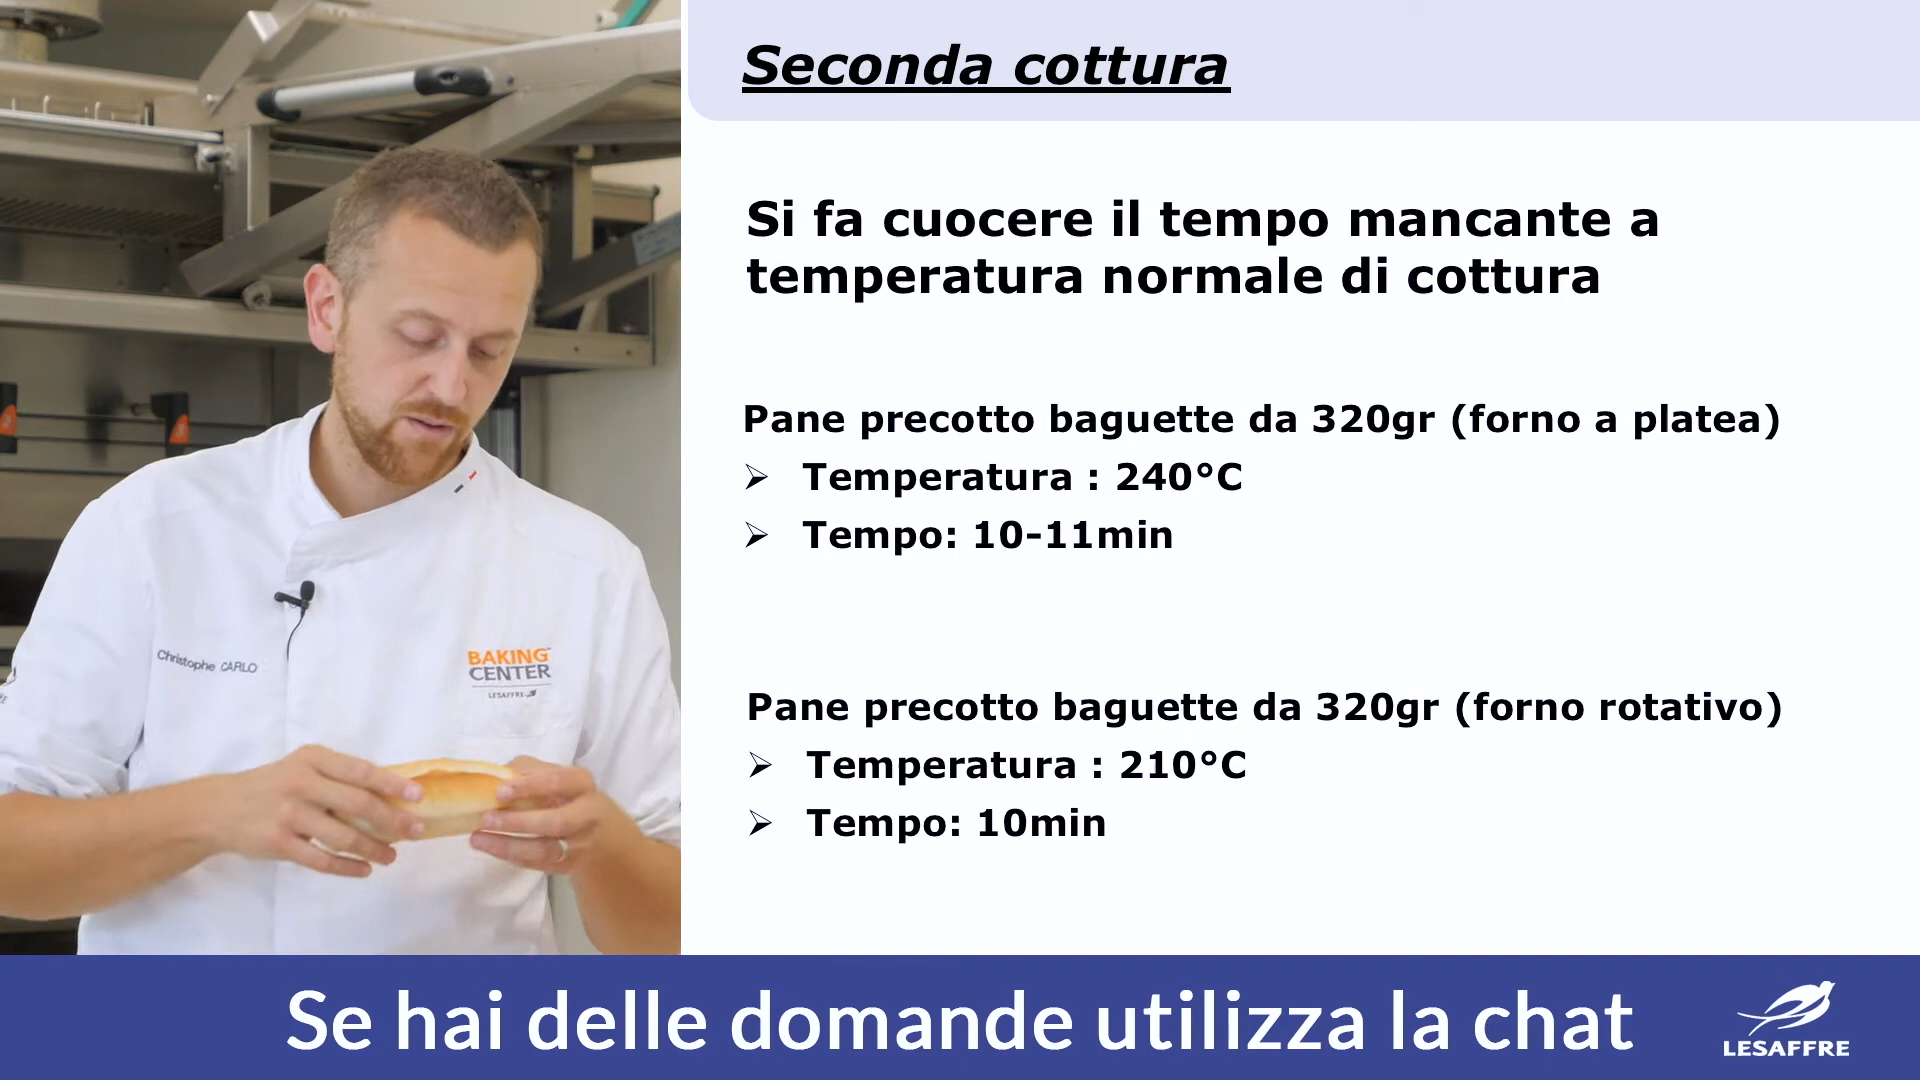 Seconda cottura
Si fa cuocere il tempo mancante a
temperatura normale di cottura
Pane precotto baguette da 320gr (forno a platea)
➢ Temperatura : 240°C
➢ Tempo: 10-11min
Pane precotto baguette da 320gr (forno rotativo)
➢ Temperatura : 210°C
➢ Tempo: 10min
Christophe CARLO
BAKING
CENTER
LESAFFRE
Se hai delle domande utilizza la chat
LESAFFRE